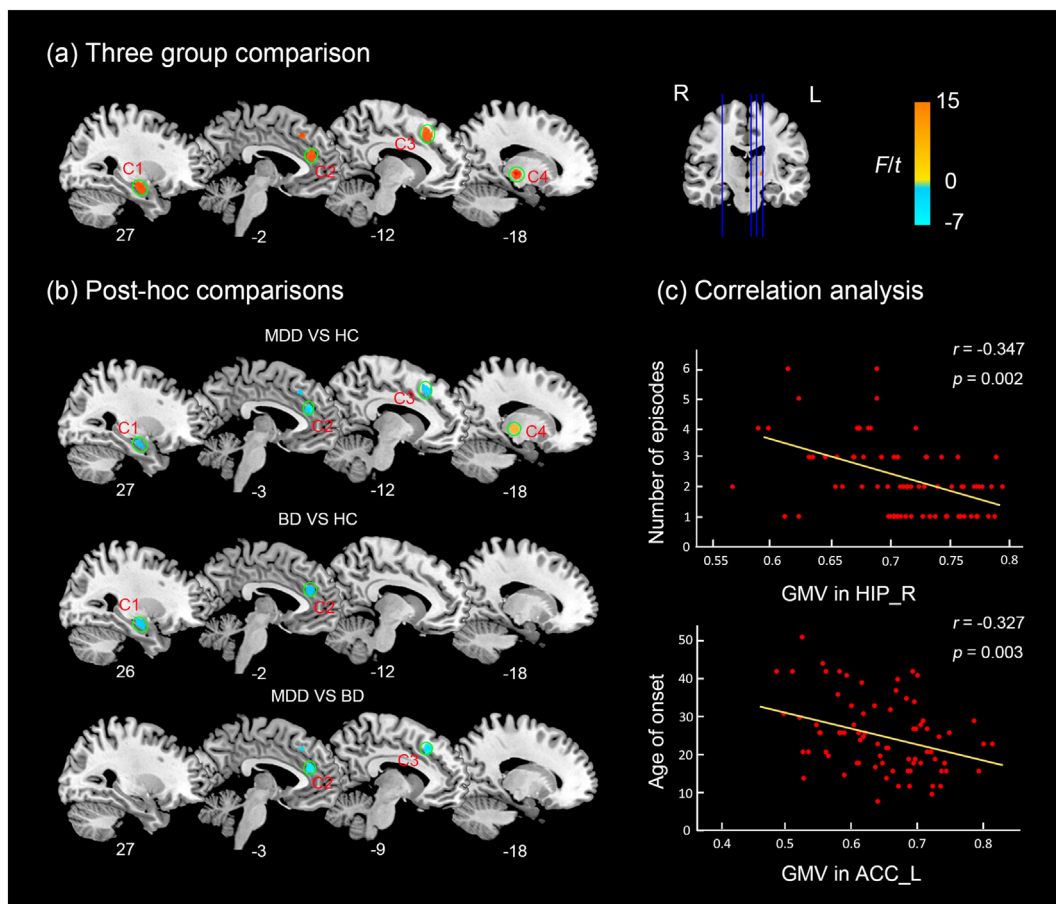 (a) Three group comparison
C1
C2
C3
C4
27
-2
-12
-18
R
L
F/t
15
0
-7
(b) Post-hoc comparisons
MDD VS HC
C1
C2
C3
C4
27
-3
-12
-18
BD VS HC
C1
C2
26
-2
-12
-18
MDD VS BD
C2
C3
27
-3
-9
-18
(c) Correlation analysis
r = -0.347
p = 0.002
Number of episodes
6
5
4
3
2
1
0
0.55
0.6
0.65
0.7
0.75
0.8
GMV in HIP_R
r = -0.327
p = 0.003
Age of onset
50
40
30
20
10
0
0.4
0.5
0.6
0.7
0.8
GMV in ACC_L